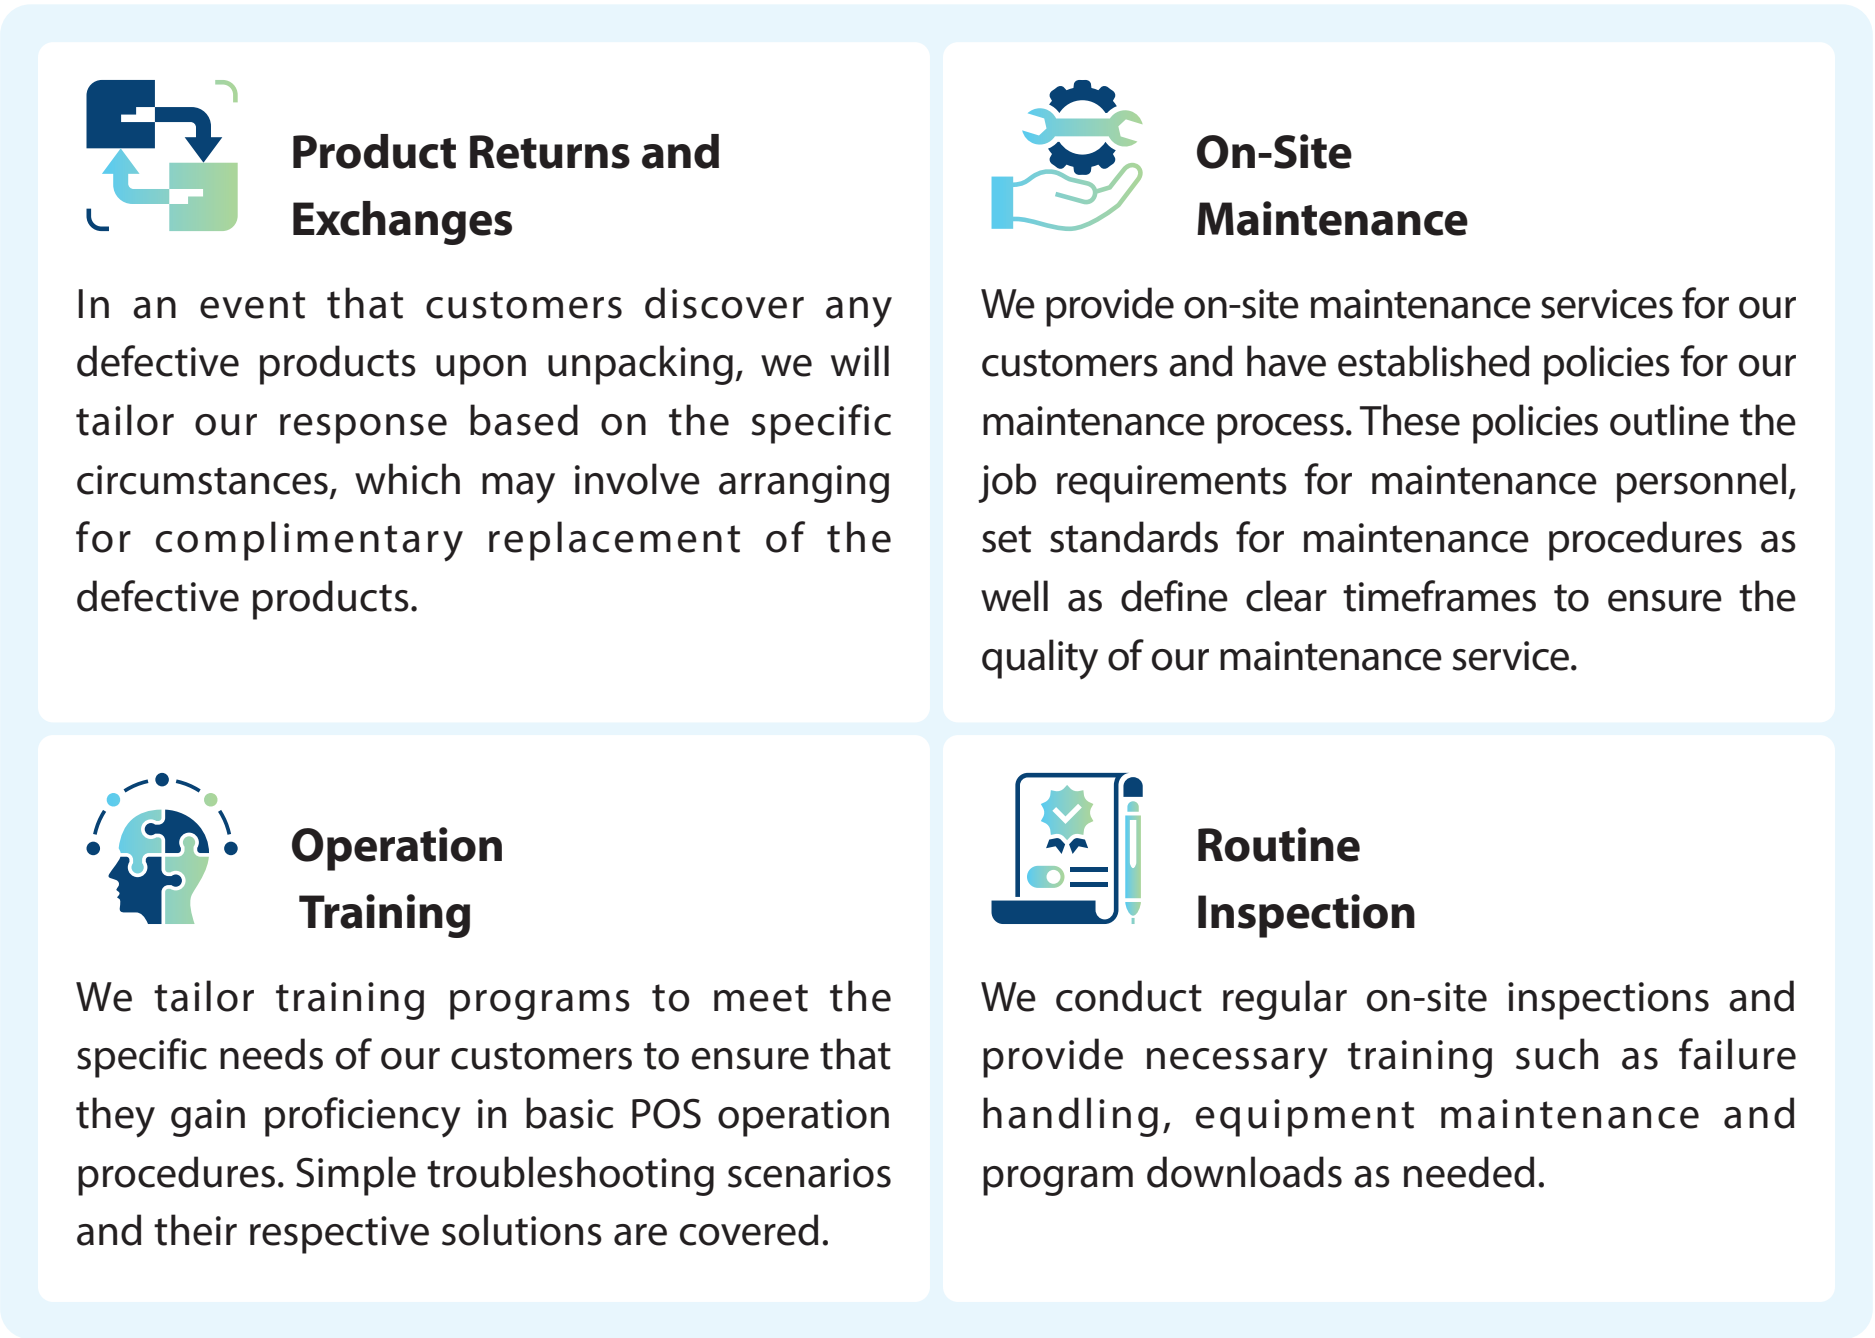 Product Returns and
Exchanges
In an event that customers discover any
defective products upon unpacking, we will
tailor our response based on the specific
circumstances, which may involve arranging
for complimentary replacement of the
defective products.
On-Site
Maintenance
We provide on-site maintenance services for our
customers and have established policies for our
maintenance process. These policies outline the
job requirements for maintenance personnel,
set standards for maintenance procedures as
well as define clear timeframes to ensure the
quality of our maintenance service.
Operation
Training
We tailor training programs to meet the
specific needs of our customers to ensure that
they gain proficiency in basic POS operation
procedures. Simple troubleshooting scenarios
and their respective solutions are covered.
Routine
Inspection
We conduct regular on-site inspections and
provide necessary training such as failure
handling, equipment maintenance and
program downloads as needed.